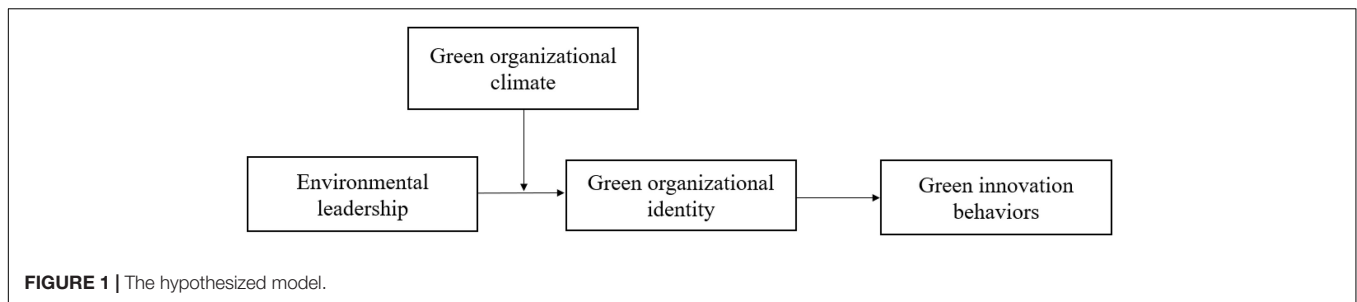 Green organizational
climate
Environmental
leadership
Green organizational
identity
Green innovation
behaviors
FIGURE 1 | The hypothesized model.